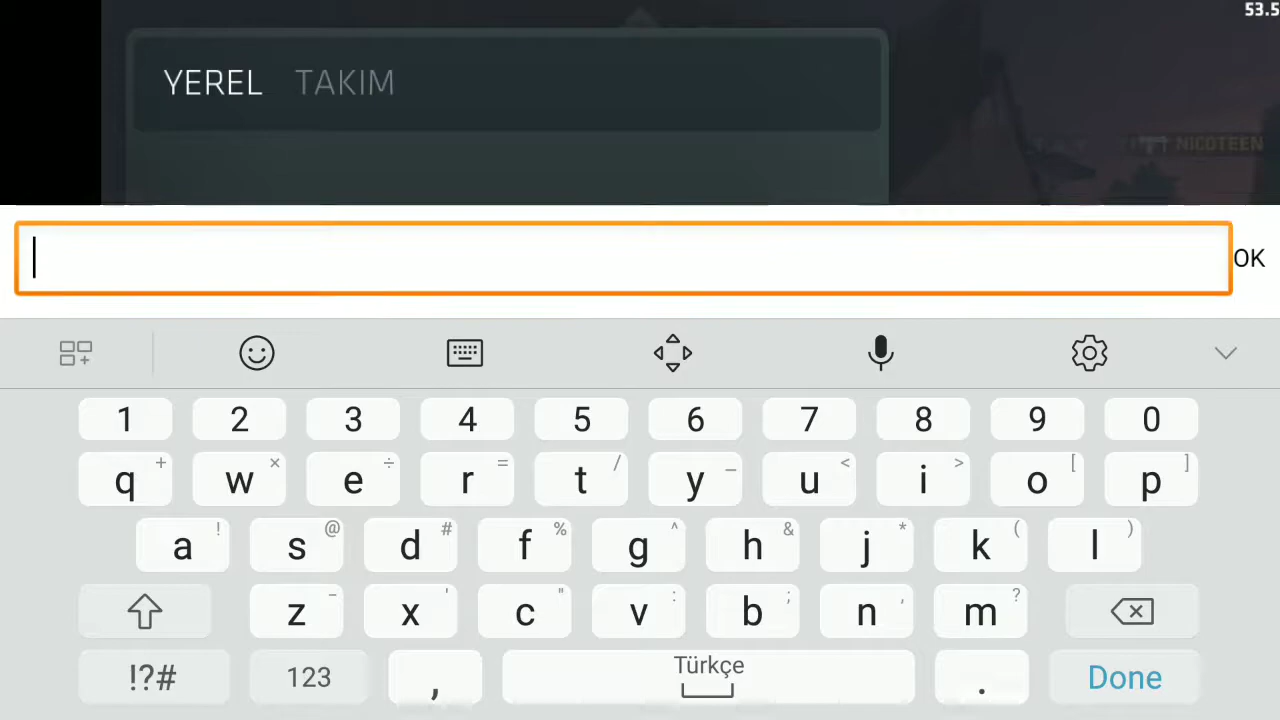 53.5
YEREL TAKIM
NICOTEEN
OK
1 2 3 4 5 6 7 8 9 0
q + w × e ÷ r = t / y _ u < i > o [ p ]
a ! s @ d # f % g ^ h & j * k ( l )
z - x ' c " v : b ; n , m ?
!?# 123 , Türkçe . Done